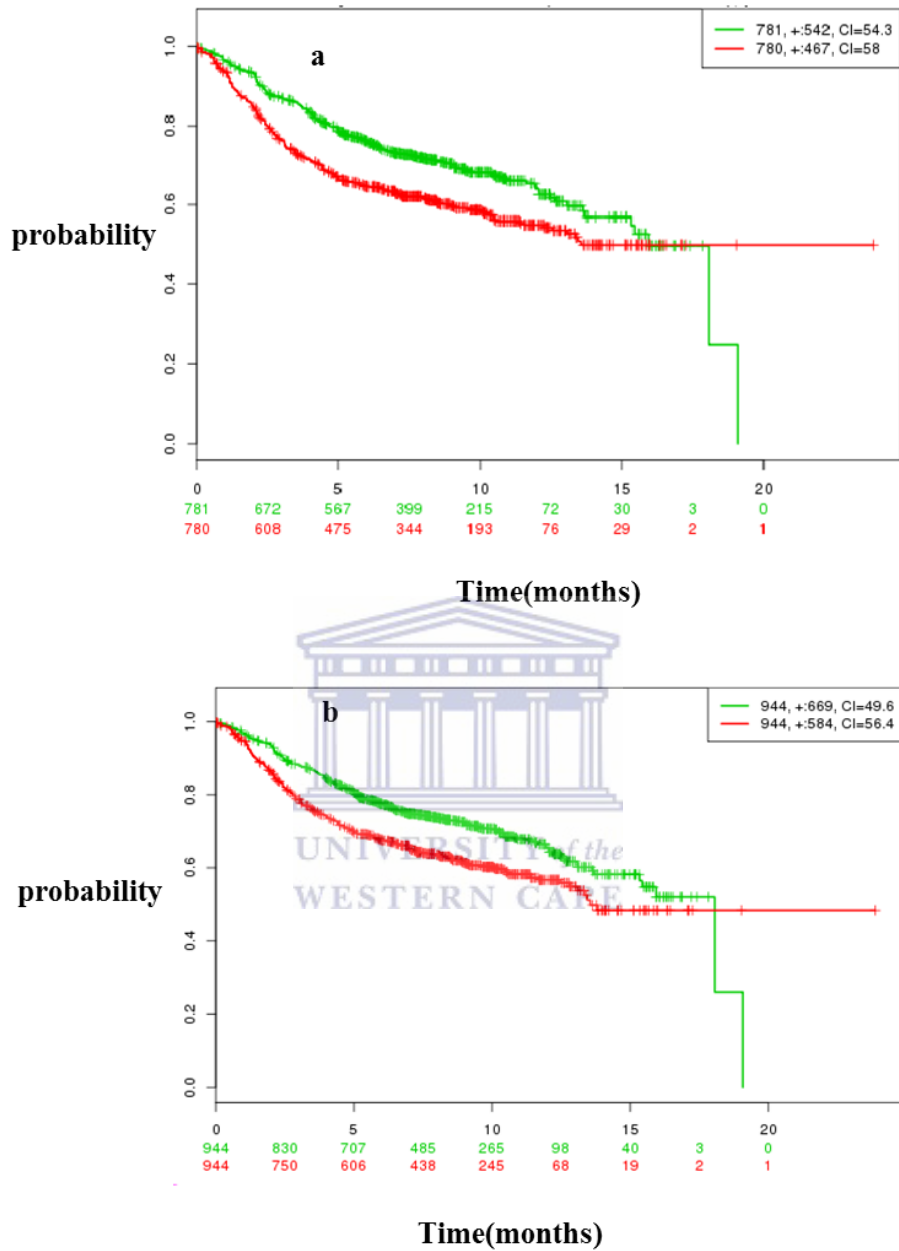 781, +:542, CI=54.3
780, +:467, CI=58
a
probability
1.0
0.8
0.6
0.4
0.2
0.0
0 5 10 15 20
781 672 567 399 215 72 30 3 0
780 608 475 344 193 76 29 2 1
Time(months)
944, +:669, CI=49.6
944, +:584, CI=56.4
b
probability
1.0
0.8
0.6
0.4
0.2
0.0
UNIVERSITY of the
WESTERN CAPE
0 5 10 15 20
944 830 707 485 265 98 40 3 0
944 750 606 438 245 68 19 2 1
Time(months)